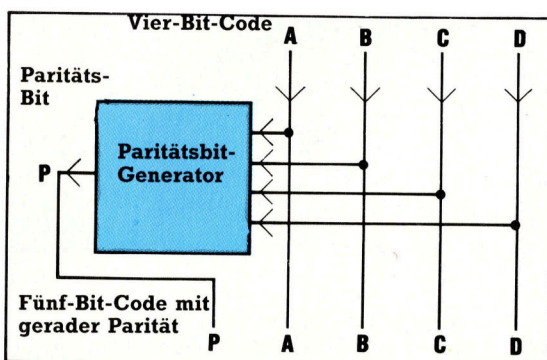 Vier-Bit-Code
A B C D
Paritäts-
Bit
Paritätsbit-
Generator
P
Fünf-Bit-Code mit
gerader Parität
P A B C D